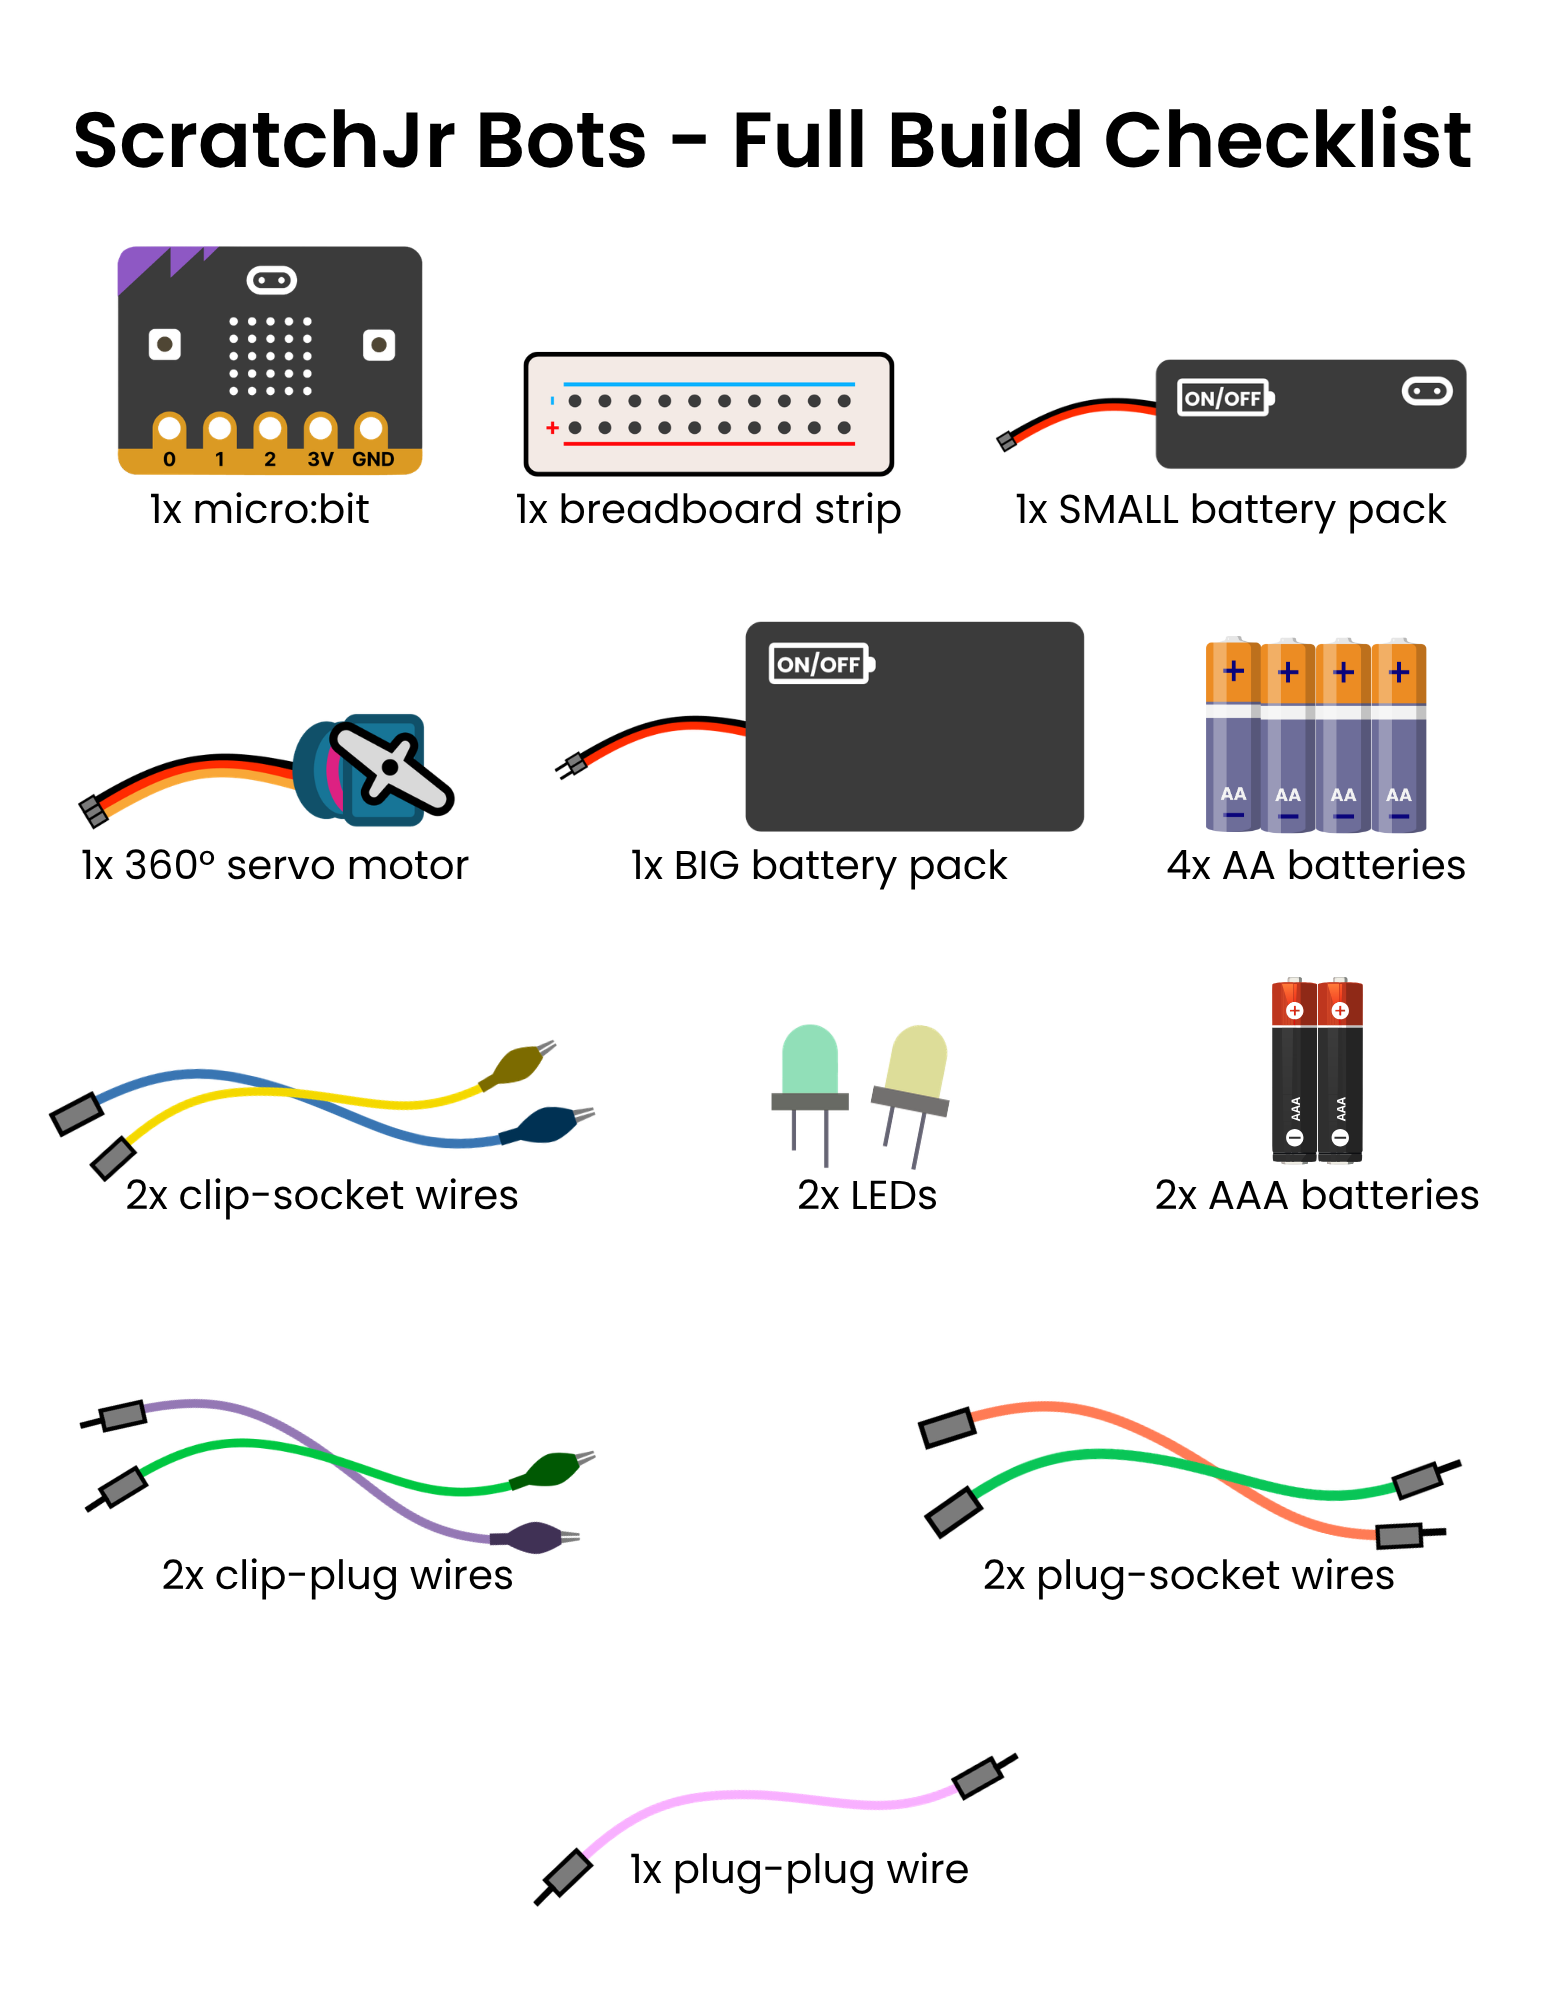 ScratchJr Bots - Full Build Checklist
0 1 2 3V GND
- +
ON/OFF
1x micro:bit
1x breadboard strip
1x SMALL battery pack
ON/OFF
+ + + +
AA AA AA AA
- - - -
1x 360° servo motor
1x BIG battery pack
4x AA batteries
+ +
AAA AAA
- -
2x clip-socket wires
2x LEDs
2x AAA batteries
2x clip-plug wires
2x plug-socket wires
1x plug-plug wire